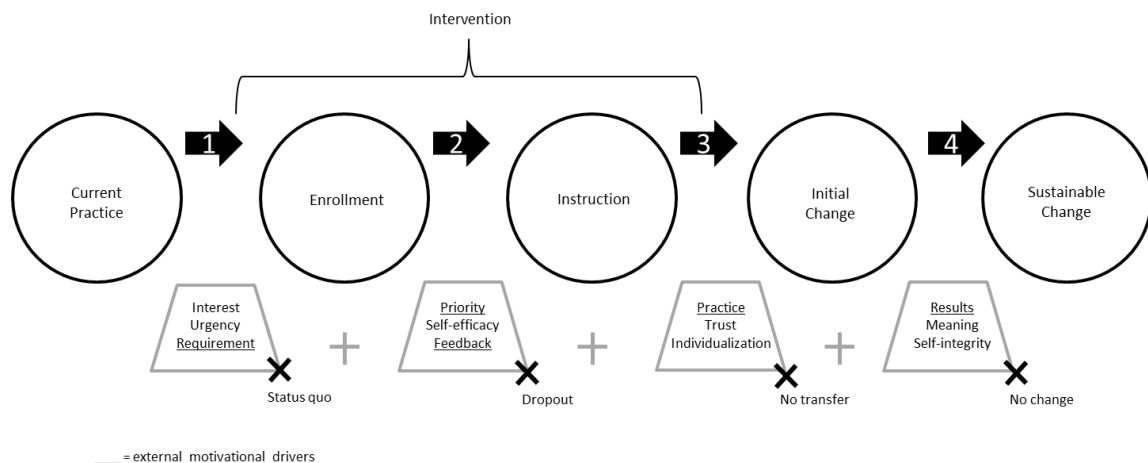 Intervention
1
2
3
4
Current
Practice
Enrollment
Instruction
Initial
Change
Sustainable
Change
Interest
Urgency
Requirement
Status quo
Priority
Self-efficacy
Feedback
Dropout
Practice
Trust
Individualization
No transfer
Results
Meaning
Self-integrity
No change
____ = external motivational drivers